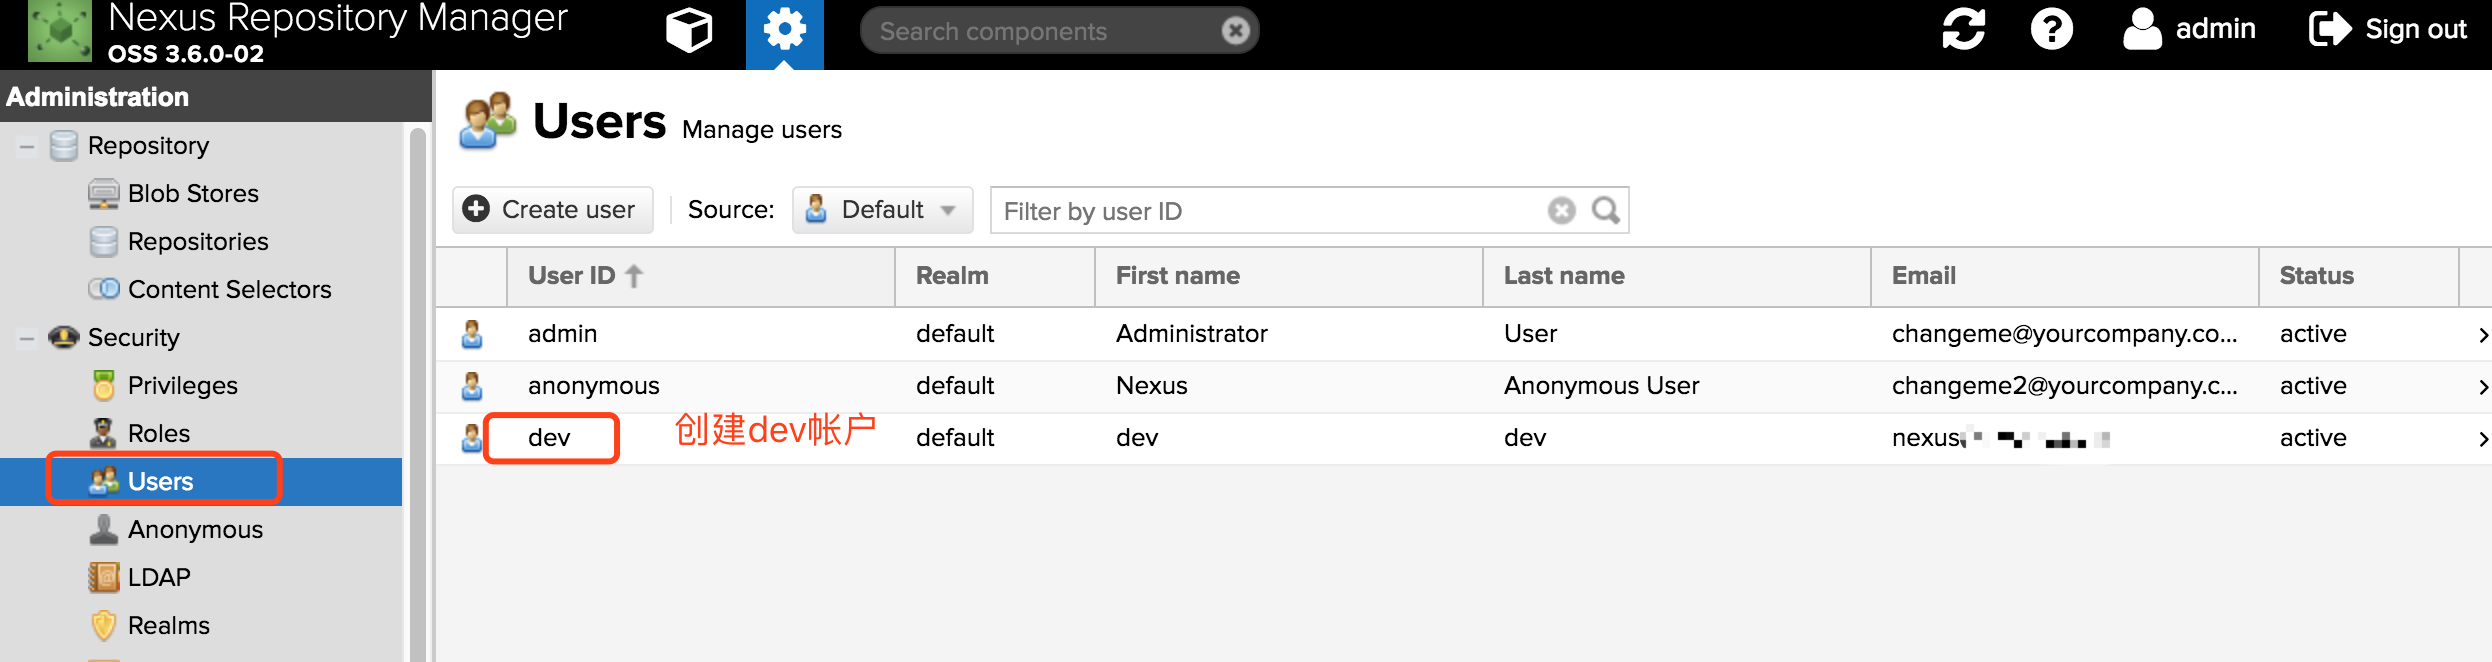 Nexus Repository Manager
OSS 3.6.0-02
Search components
admin
Sign out
Administration
Repository
Blob Stores
Repositories
Content Selectors
Security
Privileges
Roles
Users
Anonymous
LDAP
Realms
Users Manage users
Create user Source: Default Filter by user ID
User ID Realm First name Last name Email Status
admin default Administrator User changeme@yourcompany.co... active
anonymous default Nexus Anonymous User changeme2@yourcompany.c... active
dev 创建dev帐户 default dev dev nexus active